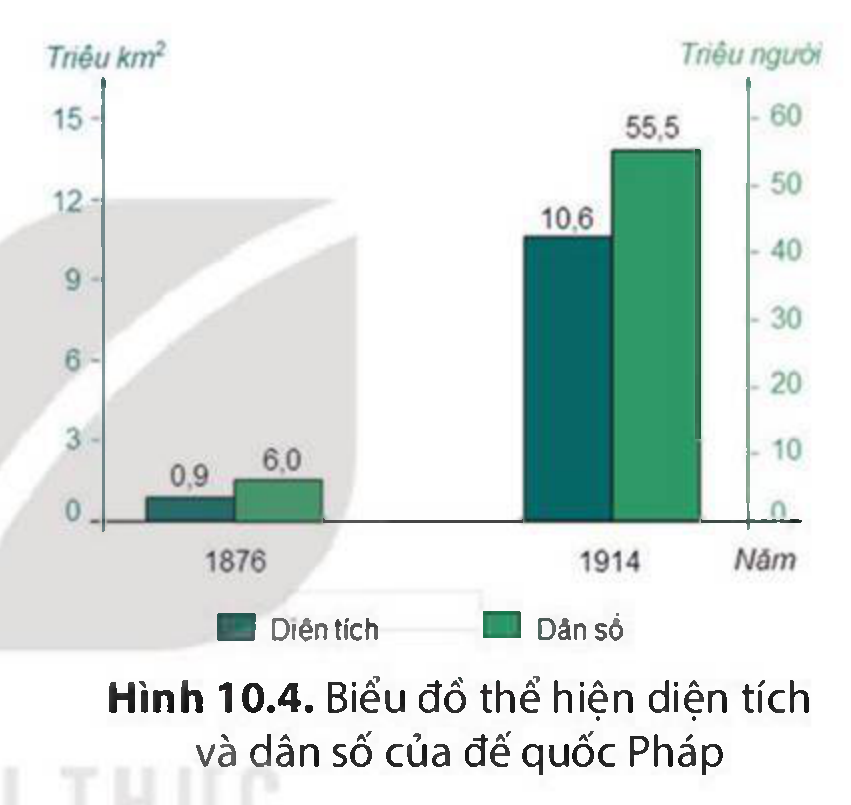 Triệu km²
Triệu người
15
60
55,5
12
50
10,6
9
40
30
6
20
3
10
0,9
6,0
0
0
1876
1914
Năm
Diện tích
Dân số
Hình 10.4. Biểu đồ thể hiện diện tích
và dân số của đế quốc Pháp
I THỨC